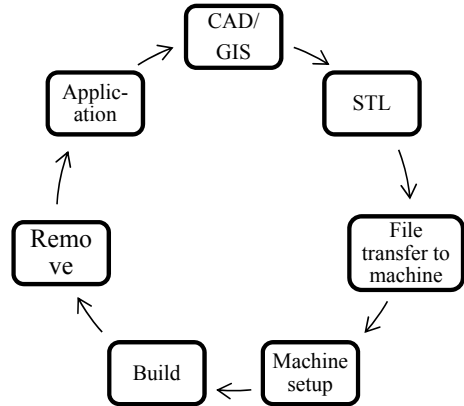 CAD/
GIS
STL
File
transfer to
machine
Machine
setup
Build
Remo
ve
Applic-
ation